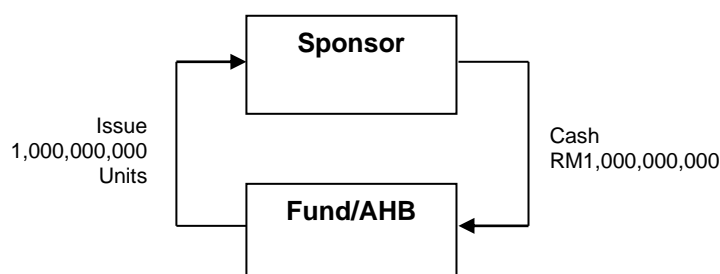 Sponsor
Issue
1,000,000,000
Units
Cash
RM1,000,000,000
Fund/AHB